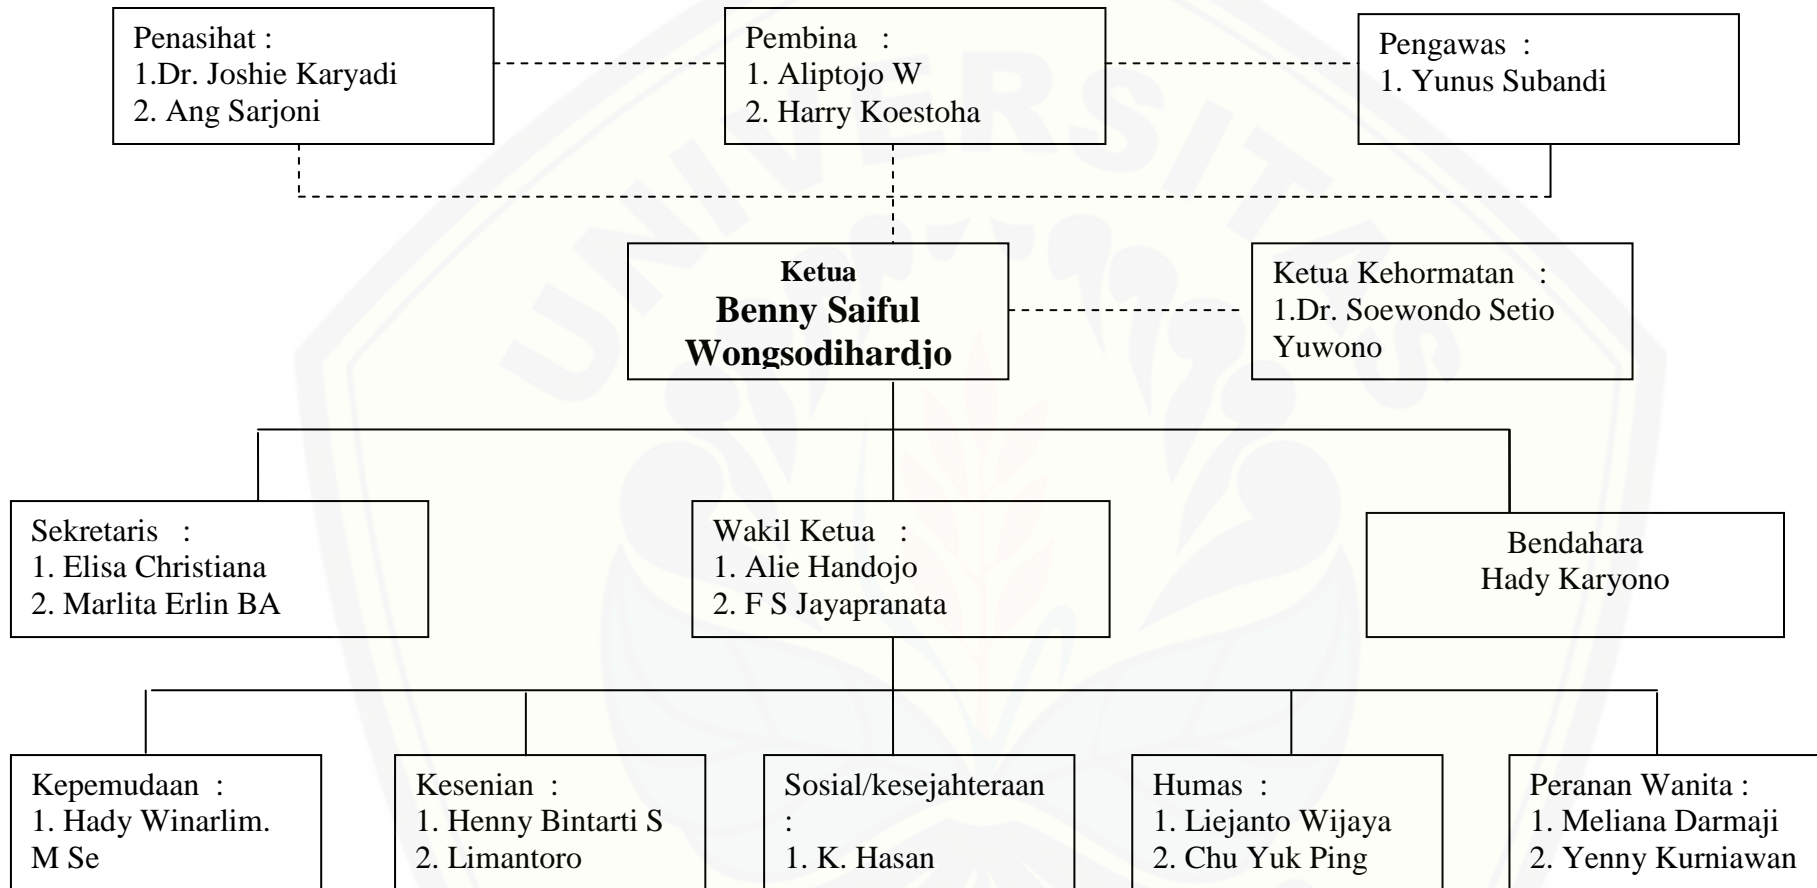 Penasihat :
1.Dr. Joshie Karyadi
2. Ang Sarjoni
Pembina :
1. Aliptojo W
2. Harry Koestoha
Pengawas :
1. Yunus Subandi
Ketua
Benny Saiful
Wongsodihardjo
Ketua Kehormatan :
1.Dr. Soewondo Setio
Yuwono
Sekretaris :
1. Elisa Christiana
2. Marlita Erlin BA
Wakil Ketua :
1. Alie Handojo
2. F S Jayapranata
Bendahara
Hady Karyono
Kepemudaan :
1. Hady Winarlim.
M Se
Kesenian :
1. Henny Bintarti S
2. Limantoro
Sosial/kesejahteraan
:
1. K. Hasan
Humas :
1. Liejanto Wijaya
2. Chu Yuk Ping
Peranan Wanita :
1. Meliana Darmaji
2. Yenny Kurniawan
UNIVERSITAS